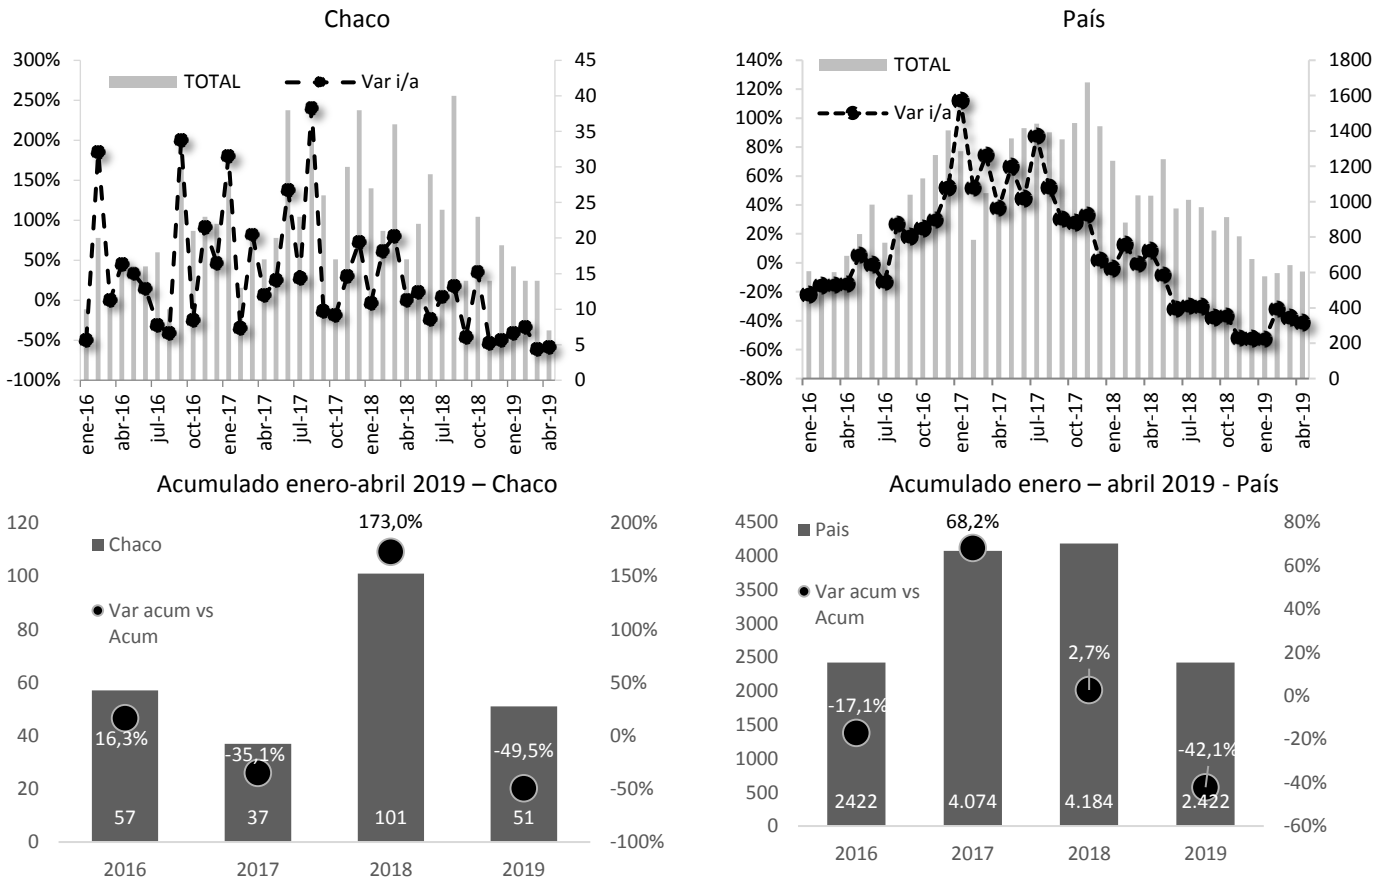 Chaco
300%
250%
200%
150%
100%
50%
0%
-50%
-100%
TOTAL
Var i/a
45
40
35
30
25
20
15
10
5
0
ene-16
abr-16
jul-16
oct-16
ene-17
abr-17
jul-17
oct-17
ene-18
abr-18
jul-18
oct-18
ene-19
abr-19
País
140%
120%
100%
80%
60%
40%
20%
0%
-20%
-40%
-60%
-80%
TOTAL
Var i/a
1800
1600
1400
1200
1000
800
600
400
200
0
ene-16
abr-16
jul-16
oct-16
ene-17
abr-17
jul-17
oct-17
ene-18
abr-18
jul-18
oct-18
ene-19
abr-19
Acumulado enero-abril 2019 – Chaco
120
100
80
60
40
20
0
Chaco
Var acum vs
Acum
173,0%
16,3%
-35,1%
-49,5%
57
37
101
51
200%
150%
100%
50%
0%
-50%
-100%
2016
2017
2018
2019
Acumulado enero – abril 2019 - País
4500
4000
3500
3000
2500
2000
1500
1000
500
0
Pais
Var acum vs
Acum
68,2%
2,7%
-17,1%
-42,1%
2422
4.074
4.184
2.422
80%
60%
40%
20%
0%
-20%
-40%
-60%
2016
2017
2018
2019